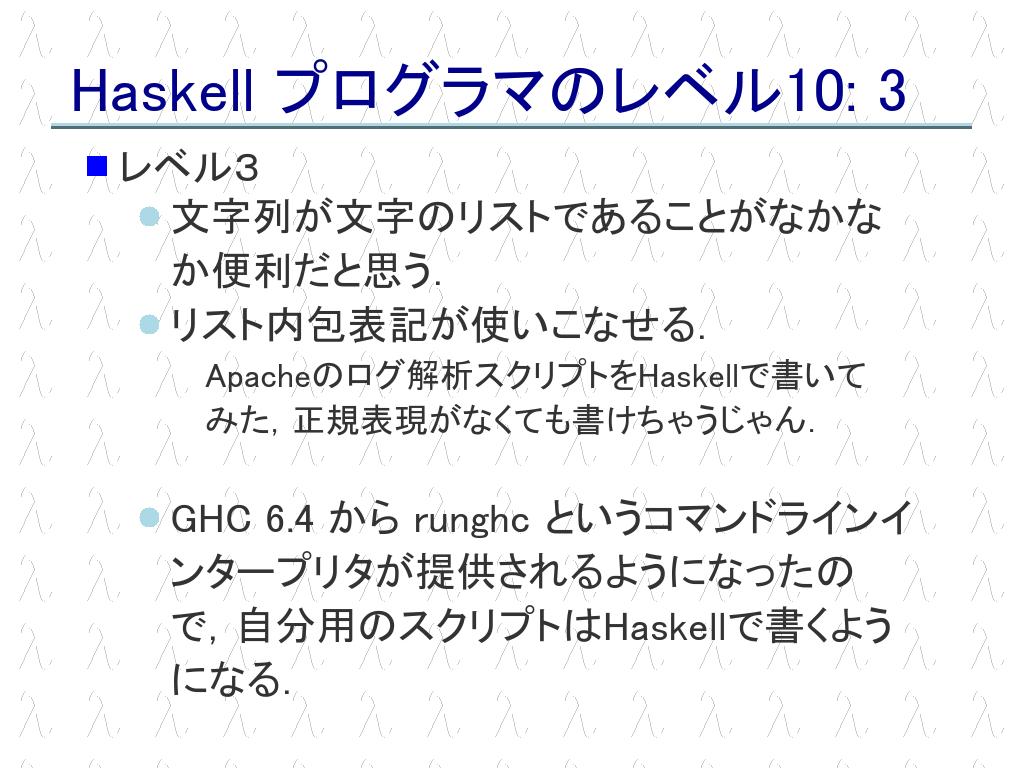 Haskell プログラマのレベル10: 3
レベル３
文字列が文字のリストであることがなかな
か便利だと思う.
リスト内包表記が使いこなせる.
Apacheのログ解析スクリプトをHaskellで書いて
みた, 正規表現がなくても書けちゃうじゃん.
GHC 6.4 から runghc というコマンドラインイ
ンタープリタが提供されるようになったの
で, 自分用のスクリプトはHaskellで書くよう
になる.